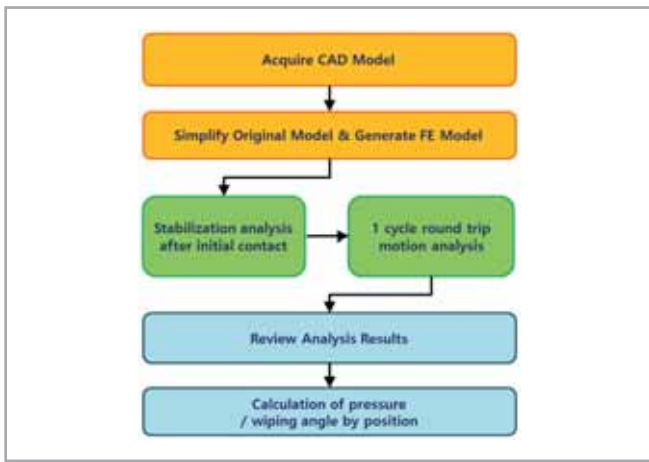 Acquire CAD Model
Simplify Original Model & Generate FE Model
Stabilization analysis
after initial contact
1 cycle round trip
motion analysis
Review Analysis Results
Calculation of pressure
/ wiping angle by position